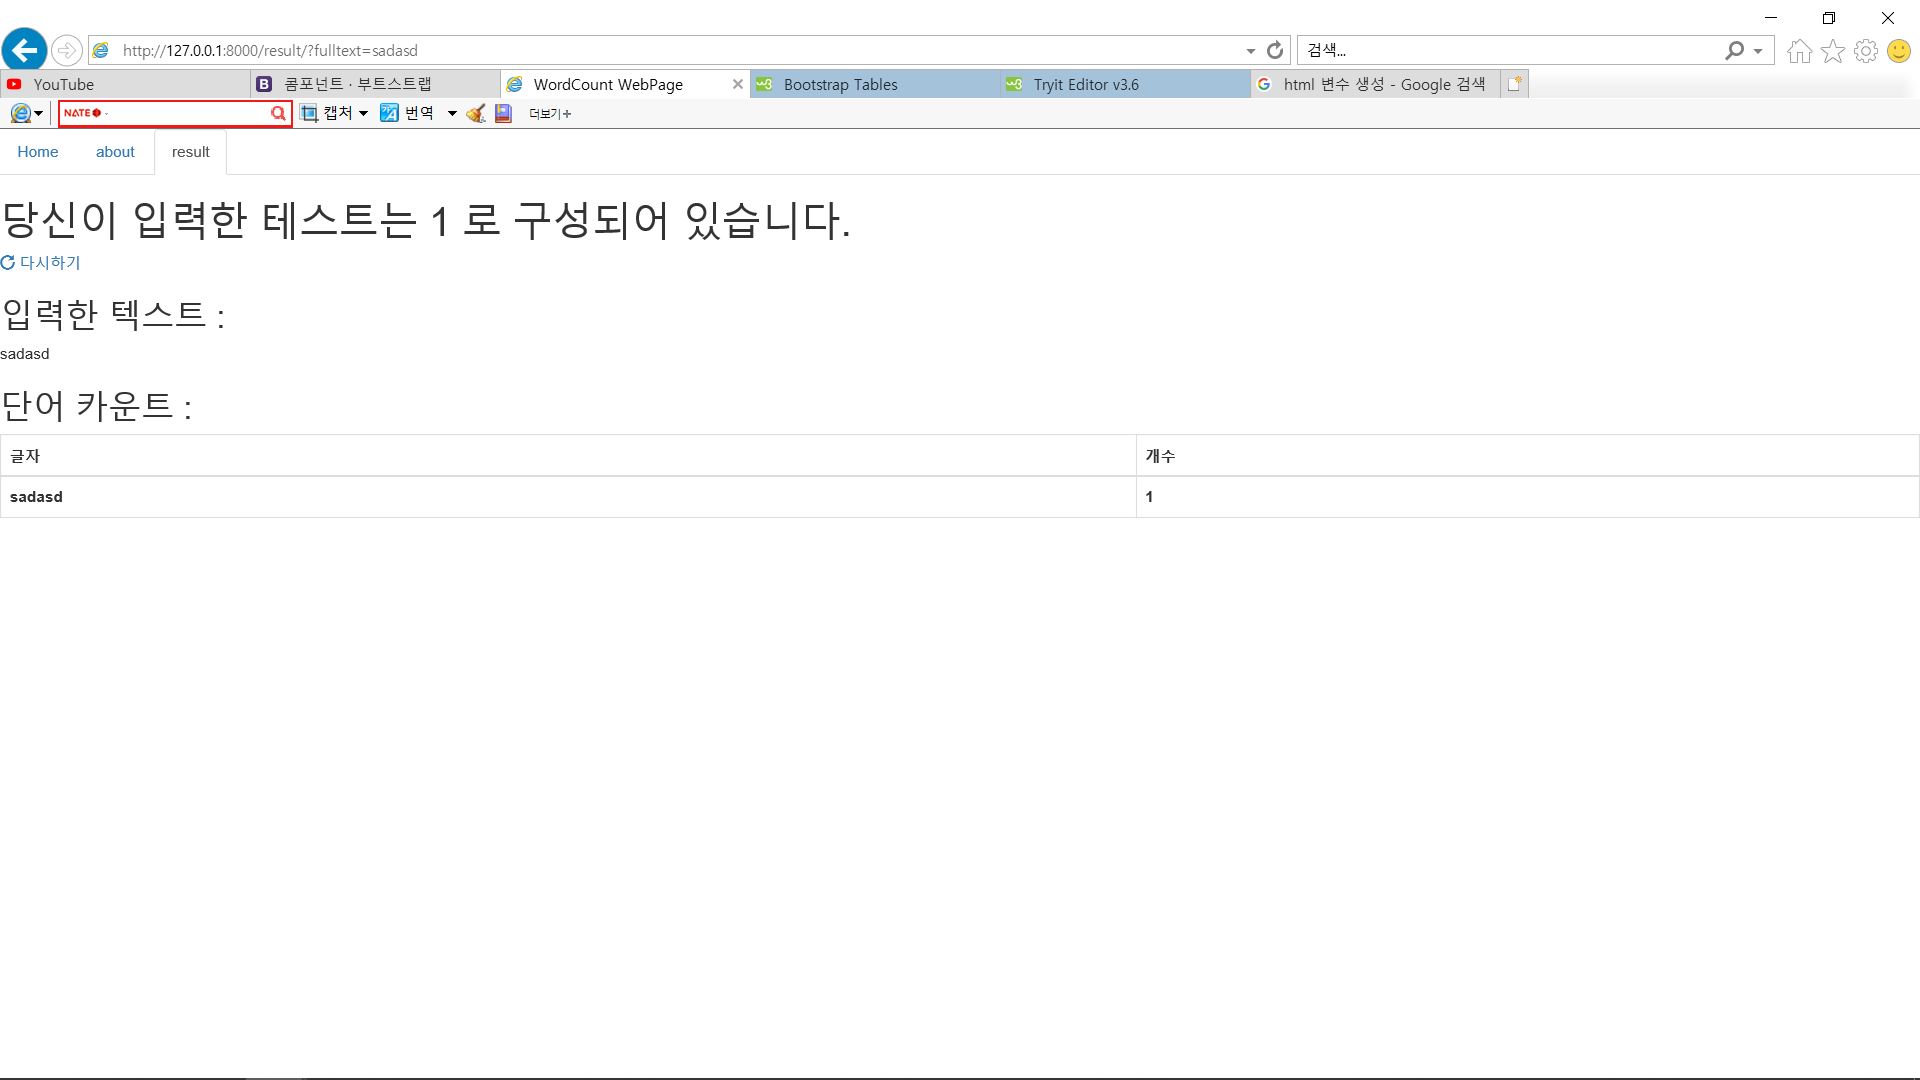 http://127.0.0.1:8000/result/?fulltext=sadasd
검색...
YouTube
콤포넌트 · 부트스트랩
WordCount WebPage
Bootstrap Tables
Tryit Editor v3.6
html 변수 생성 - Google 검색
NATE
캡처
번역
더보기+
Home about result
당신이 입력한 테스트는 1 로 구성되어 있습니다.
다시하기
입력한 텍스트 :
sadasd
단어 카운트 :
글자 개수
sadasd 1